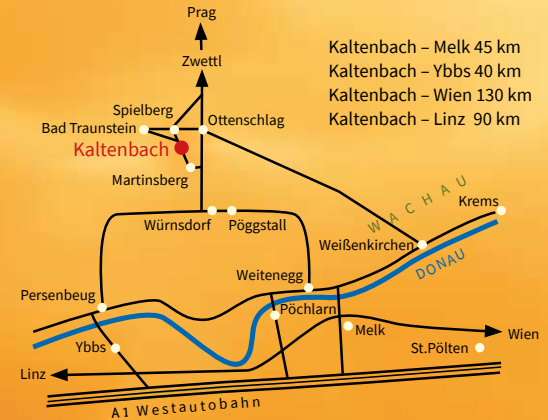 Prag
Zwettl
Kaltenbach – Melk 45 km
Kaltenbach – Ybbs 40 km
Kaltenbach – Wien 130 km
Kaltenbach – Linz 90 km
Spielberg
Ottenschlag
Bad Traunstein
Kaltenbach
Martinsberg
WACHAU
Krems
Würnsdorf
Pöggstall
Weißenkirchen
DONAU
Weitenegg
Persenbeug
Pöchlarn
Melk
Wien
Ybbs
St.Pölten
Linz
A1 Westautobahn